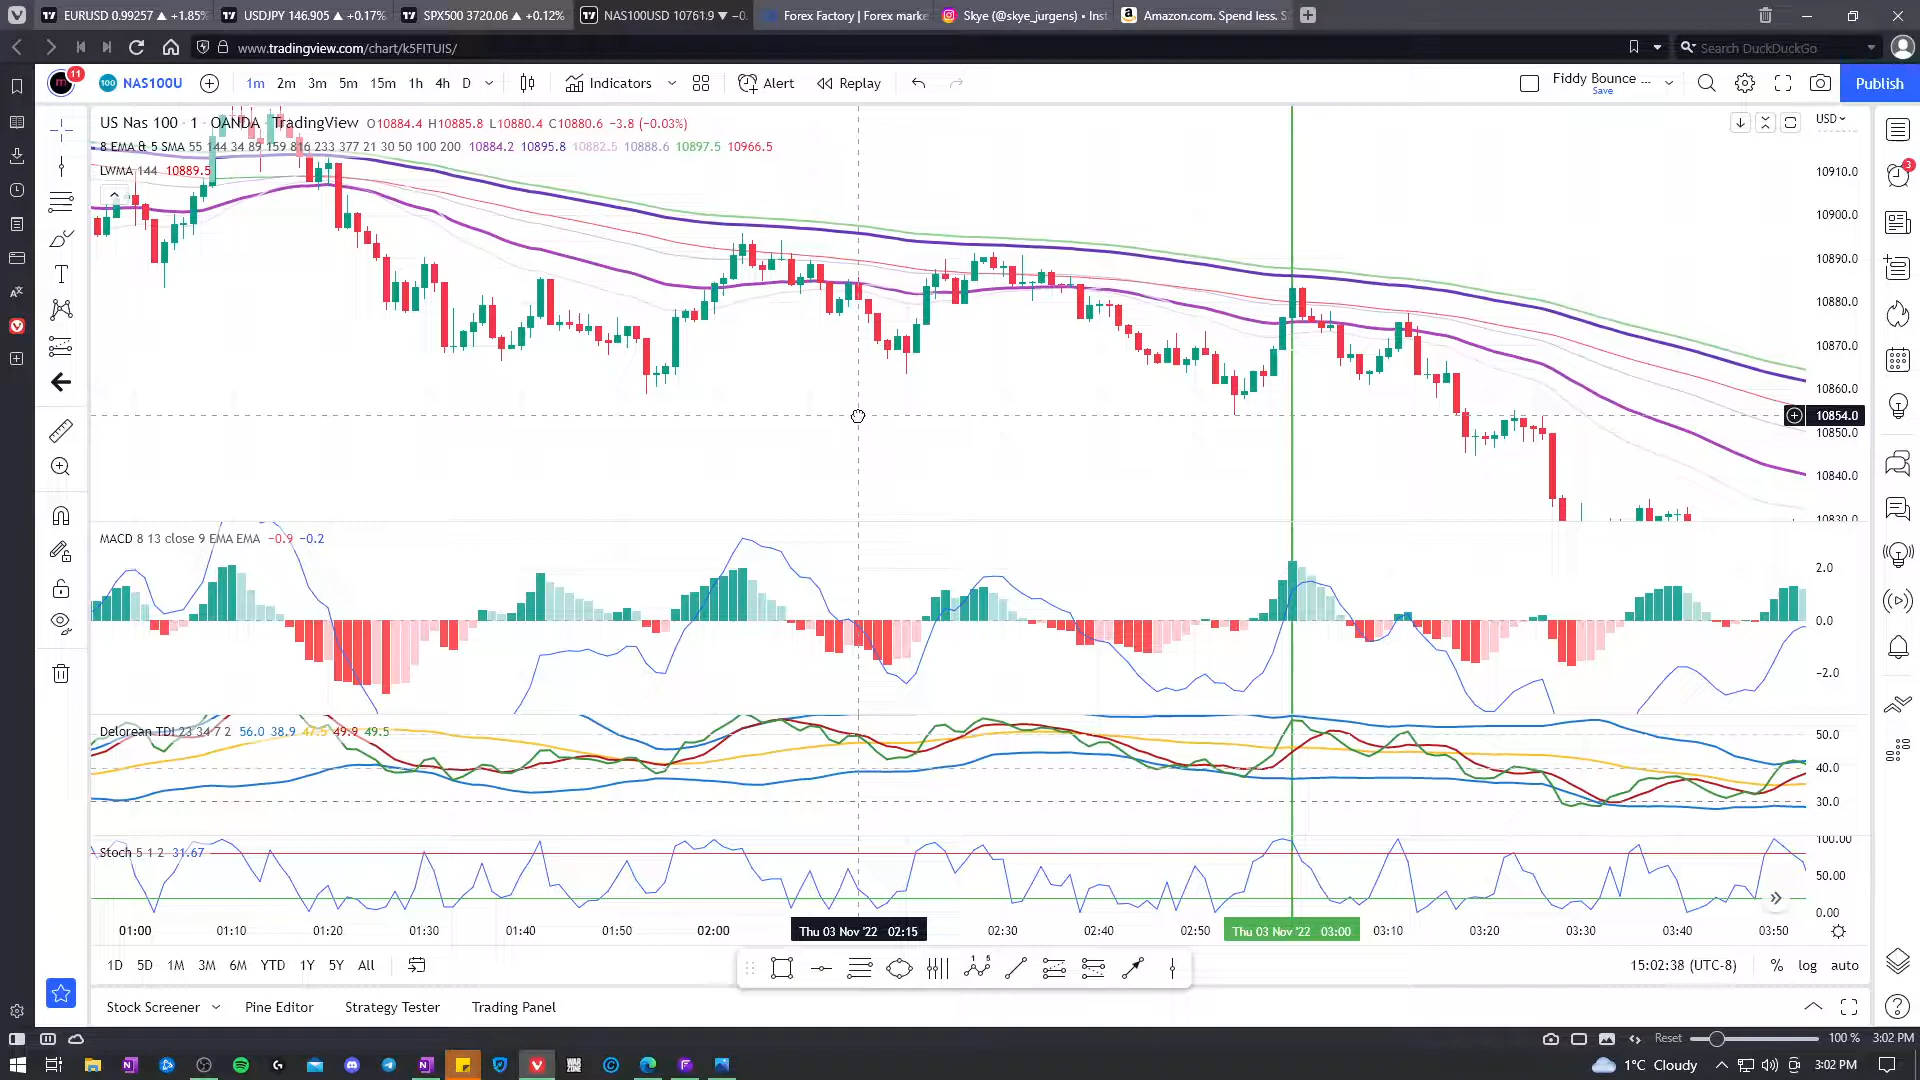 EURUSD 0.99257 ▲ +1.85%
USDJPY 146.905 ▲ +0.17%
SPX500 3720.06 ▲ +0.12%
NAS100USD 10761.9 ▼ −0.
Forex Factory | Forex marke
Skye (@skye_jurgens) • Inst
Amazon.com. Spend less. S
www.tradingview.com/chart/k5FITUIS/
Search DuckDuckGo
11
100
NAS100U
1m 2m 3m 5m 15m 1h 4h D
Indicators
Alert
Replay
Fiddy Bounce ...
Save
Publish
US Nas 100 · 1 · OANDA · TradingView O10884.4 H10885.8 L10880.4 C10880.6 −3.8 (−0.03%)
USD
8 EMA & 5 SMA 55 144 34 89 159 816 233 377 21 30 50 100 200 10884.2 10895.8 10882.5 10888.6 10897.5 10966.5
LWMA 144 10889.5
3
10910.0
10900.0
10890.0
10880.0
10870.0
10860.0
10854.0
10850.0
10840.0
10830.0
MACD 8 13 close 9 EMA EMA −0.9 −0.2
2.0
0.0
−2.0
Delorean TDI 23 34 7 2 56.0 38.9 47.5 49.9 49.5
50.0
40.0
30.0
Stoch 5 1 2 31.67
100.00
50.00
0.00
01:00 01:10 01:20 01:30 01:40 01:50 02:00 Thu 03 Nov '22 02:15 02:30 02:40 02:50 Thu 03 Nov '22 03:00 03:10 03:20 03:30 03:40 03:50
1D 5D 1M 3M 6M YTD 1Y 5Y All
15:02:38 (UTC-8)
% log auto
Stock Screener
Pine Editor
Strategy Tester
Trading Panel
Reset
100 %
3:02 PM
1°C Cloudy
3:02 PM